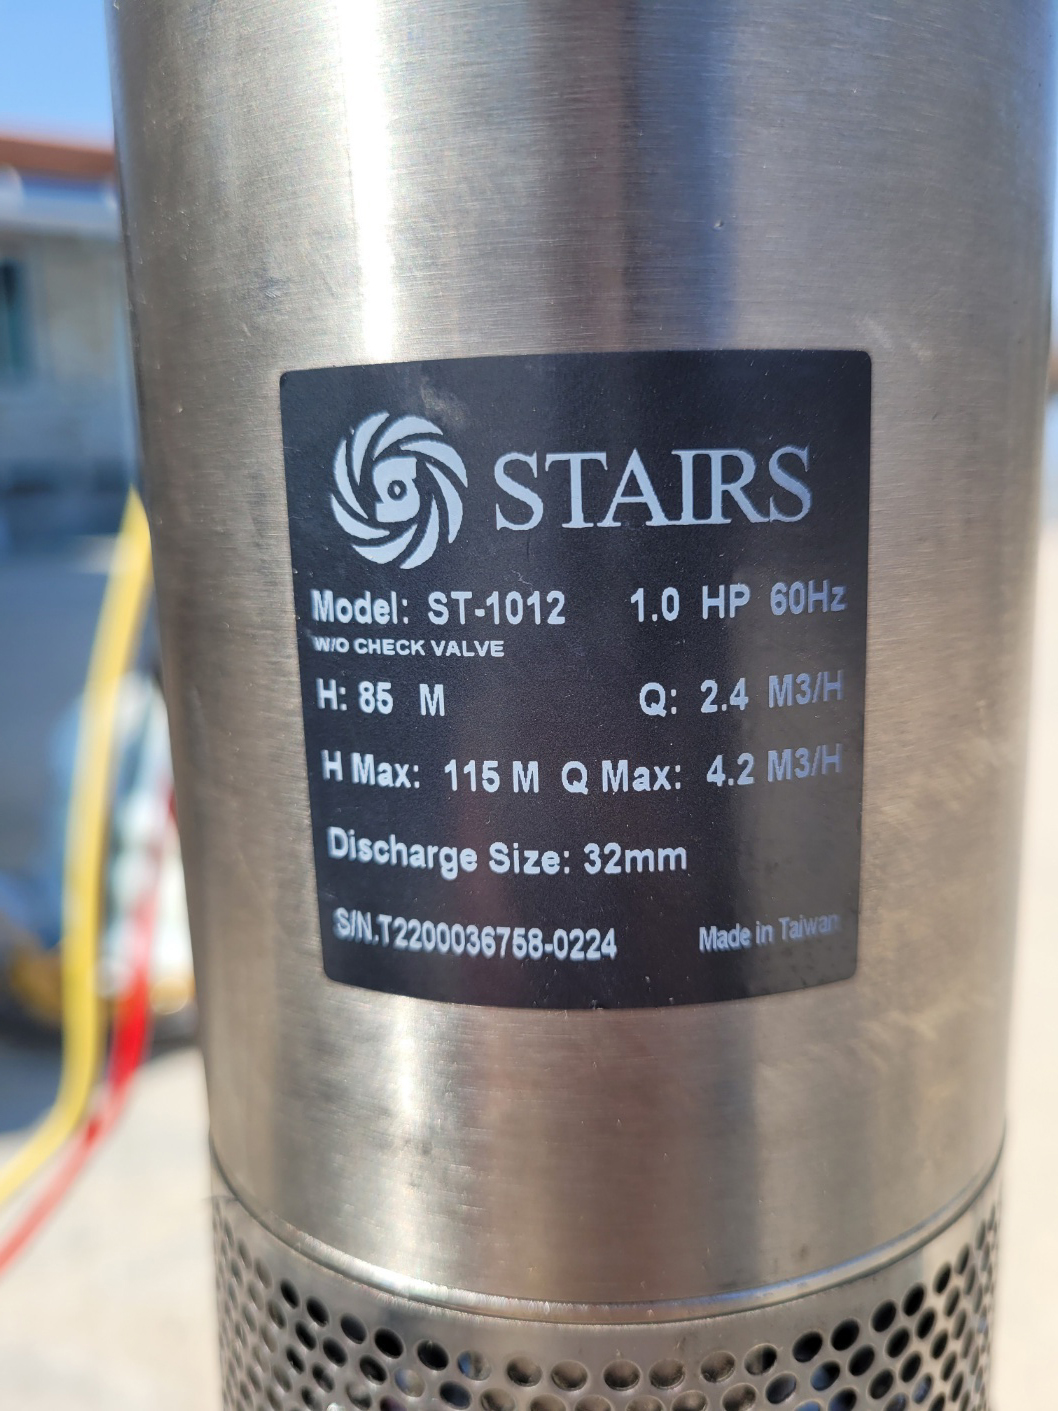 STAIRS
Model: ST-1012 1.0 HP 60Hz
W/O CHECK VALVE
H: 85 M Q: 2.4 M3/H
H Max: 115 M Q Max: 4.2 M3/H
Discharge Size: 32mm
S/N.T2200036758-0224 Made in Taiwan